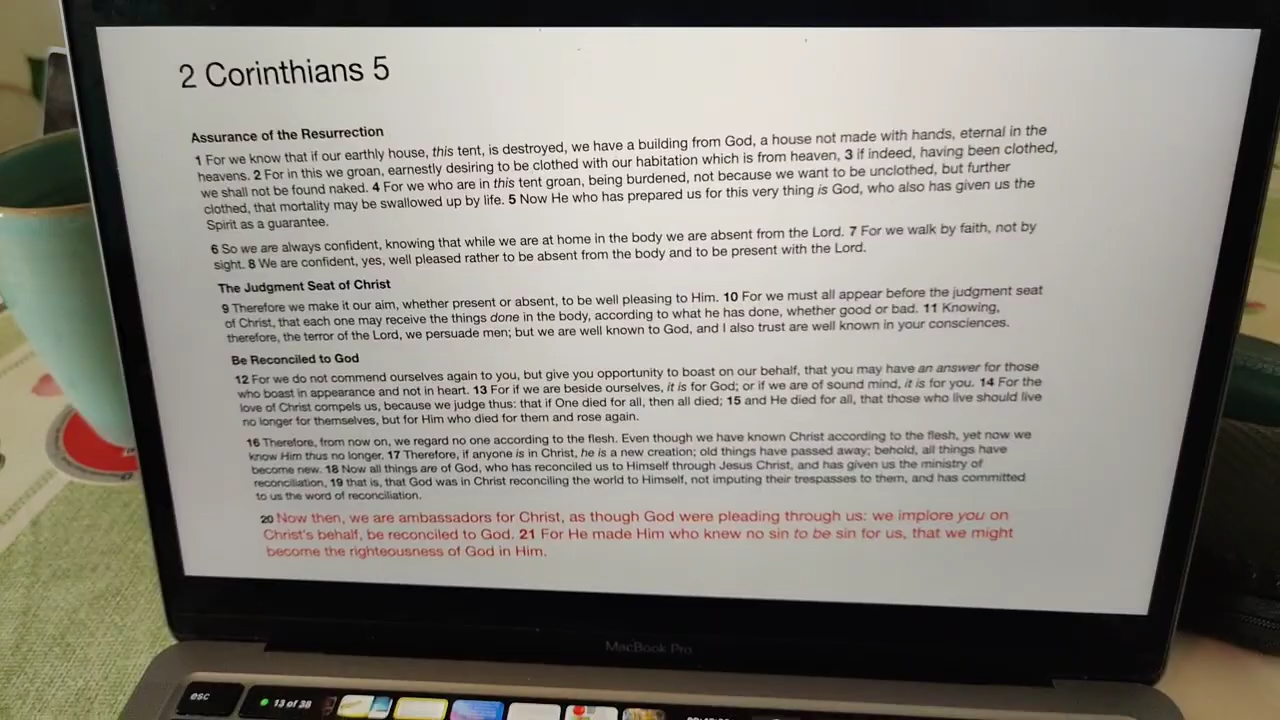 2 Corinthians 5
Assurance of the Resurrection
1 For we know that if our earthly house, this tent, is destroyed, we have a building from God, a house not made with hands, eternal in the
heavens. 2 For in this we groan, earnestly desiring to be clothed with our habitation which is from heaven, 3 if indeed, having been clothed,
we shall not be found naked. 4 For we who are in this tent groan, being burdened, not because we want to be unclothed, but further
clothed, that mortality may be swallowed up by life. 5 Now He who has prepared us for this very thing is God, who also has given us the
Spirit as a guarantee.
6 So we are always confident, knowing that while we are at home in the body we are absent from the Lord. 7 For we walk by faith, not by
sight. 8 We are confident, yes, well pleased rather to be absent from the body and to be present with the Lord.
The Judgment Seat of Christ
9 Therefore we make it our aim, whether present or absent, to be well pleasing to Him. 10 For we must all appear before the judgment seat
of Christ, that each one may receive the things done in the body, according to what he has done, whether good or bad. 11 Knowing,
therefore, the terror of the Lord, we persuade men; but we are well known to God, and I also trust are well known in your consciences.
Be Reconciled to God
12 For we do not commend ourselves again to you, but give you opportunity to boast on our behalf, that you may have an answer for those
who boast in appearance and not in heart. 13 For if we are beside ourselves, it is for God; or if we are of sound mind, it is for you. 14 For the
love of Christ compels us, because we judge thus: that if One died for all, then all died; 15 and He died for all, that those who live should live
no longer for themselves, but for Him who died for them and rose again.
16 Therefore, from now on, we regard no one according to the flesh. Even though we have known Christ according to the flesh, yet now we
know Him thus no longer. 17 Therefore, if anyone is in Christ, he is a new creation; old things have passed away; behold, all things have
become new. 18 Now all things are of God, who has reconciled us to Himself through Jesus Christ, and has given us the ministry of
reconciliation, 19 that is, that God was in Christ reconciling the world to Himself, not imputing their trespasses to them, and has committed
to us the word of reconciliation.
20 Now then, we are ambassadors for Christ, as though God were pleading through us: we implore you on
Christ's behalf, be reconciled to God. 21 For He made Him who knew no sin to be sin for us, that we might
become the righteousness of God in Him.
MacBook Pro
esc
13 of 38